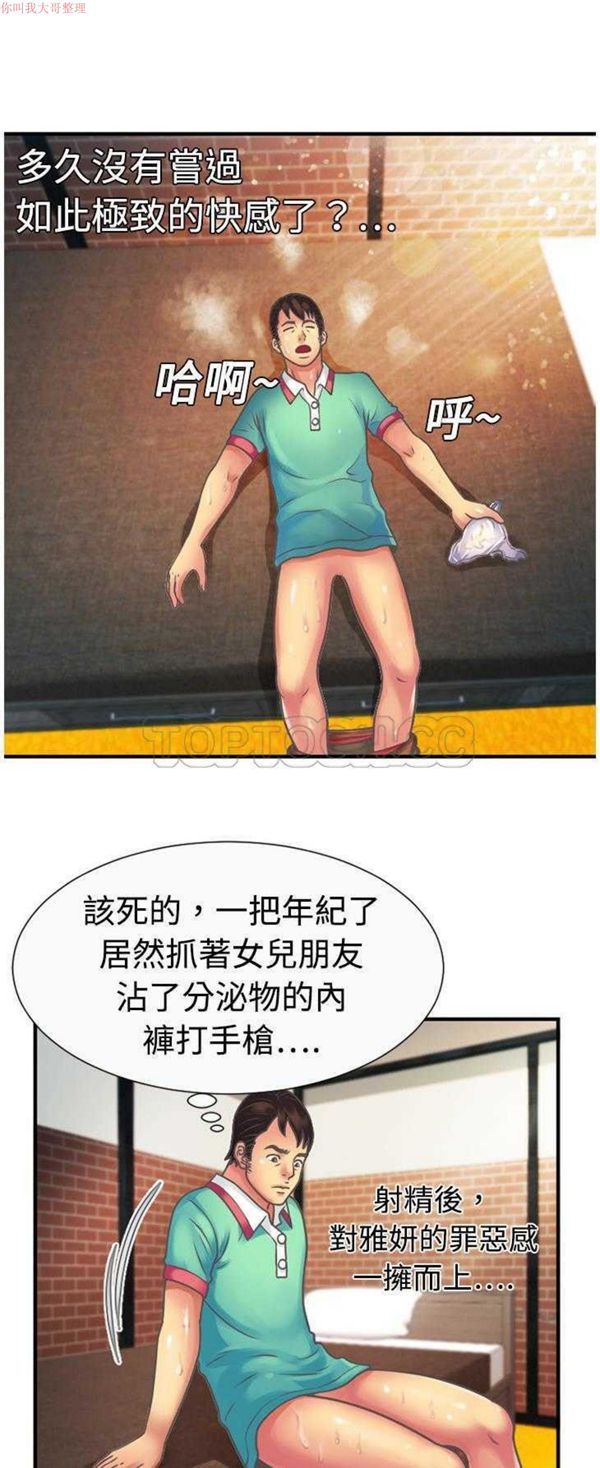 你叫我大哥整理
多久沒有嘗過
如此極致的快感了？...
哈啊~
呼~
TOPTOON.CC
該死的，一把年紀了
居然抓著女兒朋友
沾了分泌物的內
褲打手槍....
射精後，
對雅妍的罪惡感
一擁而上....